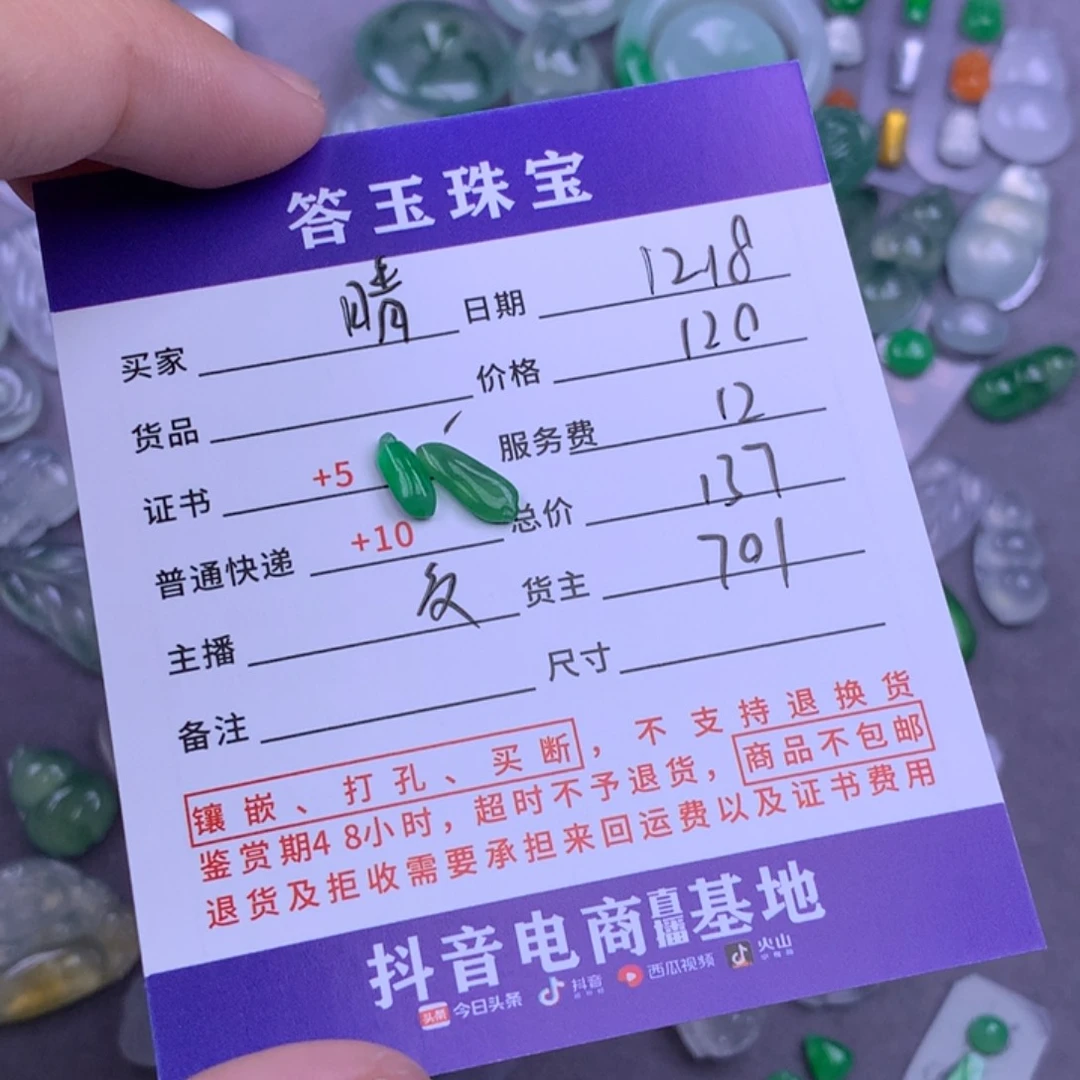 答玉珠宝
买家 晴 日期 1218
货品 价格 120
证书 +5 服务费 12
普通快递 +10 总价 137
主播 文 货主 701
备注 尺寸
镶嵌、打孔、买断，不支持退换货
鉴赏期48小时，超时不予退货，商品不包邮
退货及拒收需要承担来回运费以及证书费用
抖音电商直播基地
头条 今日头条 抖音 西瓜视频 火山